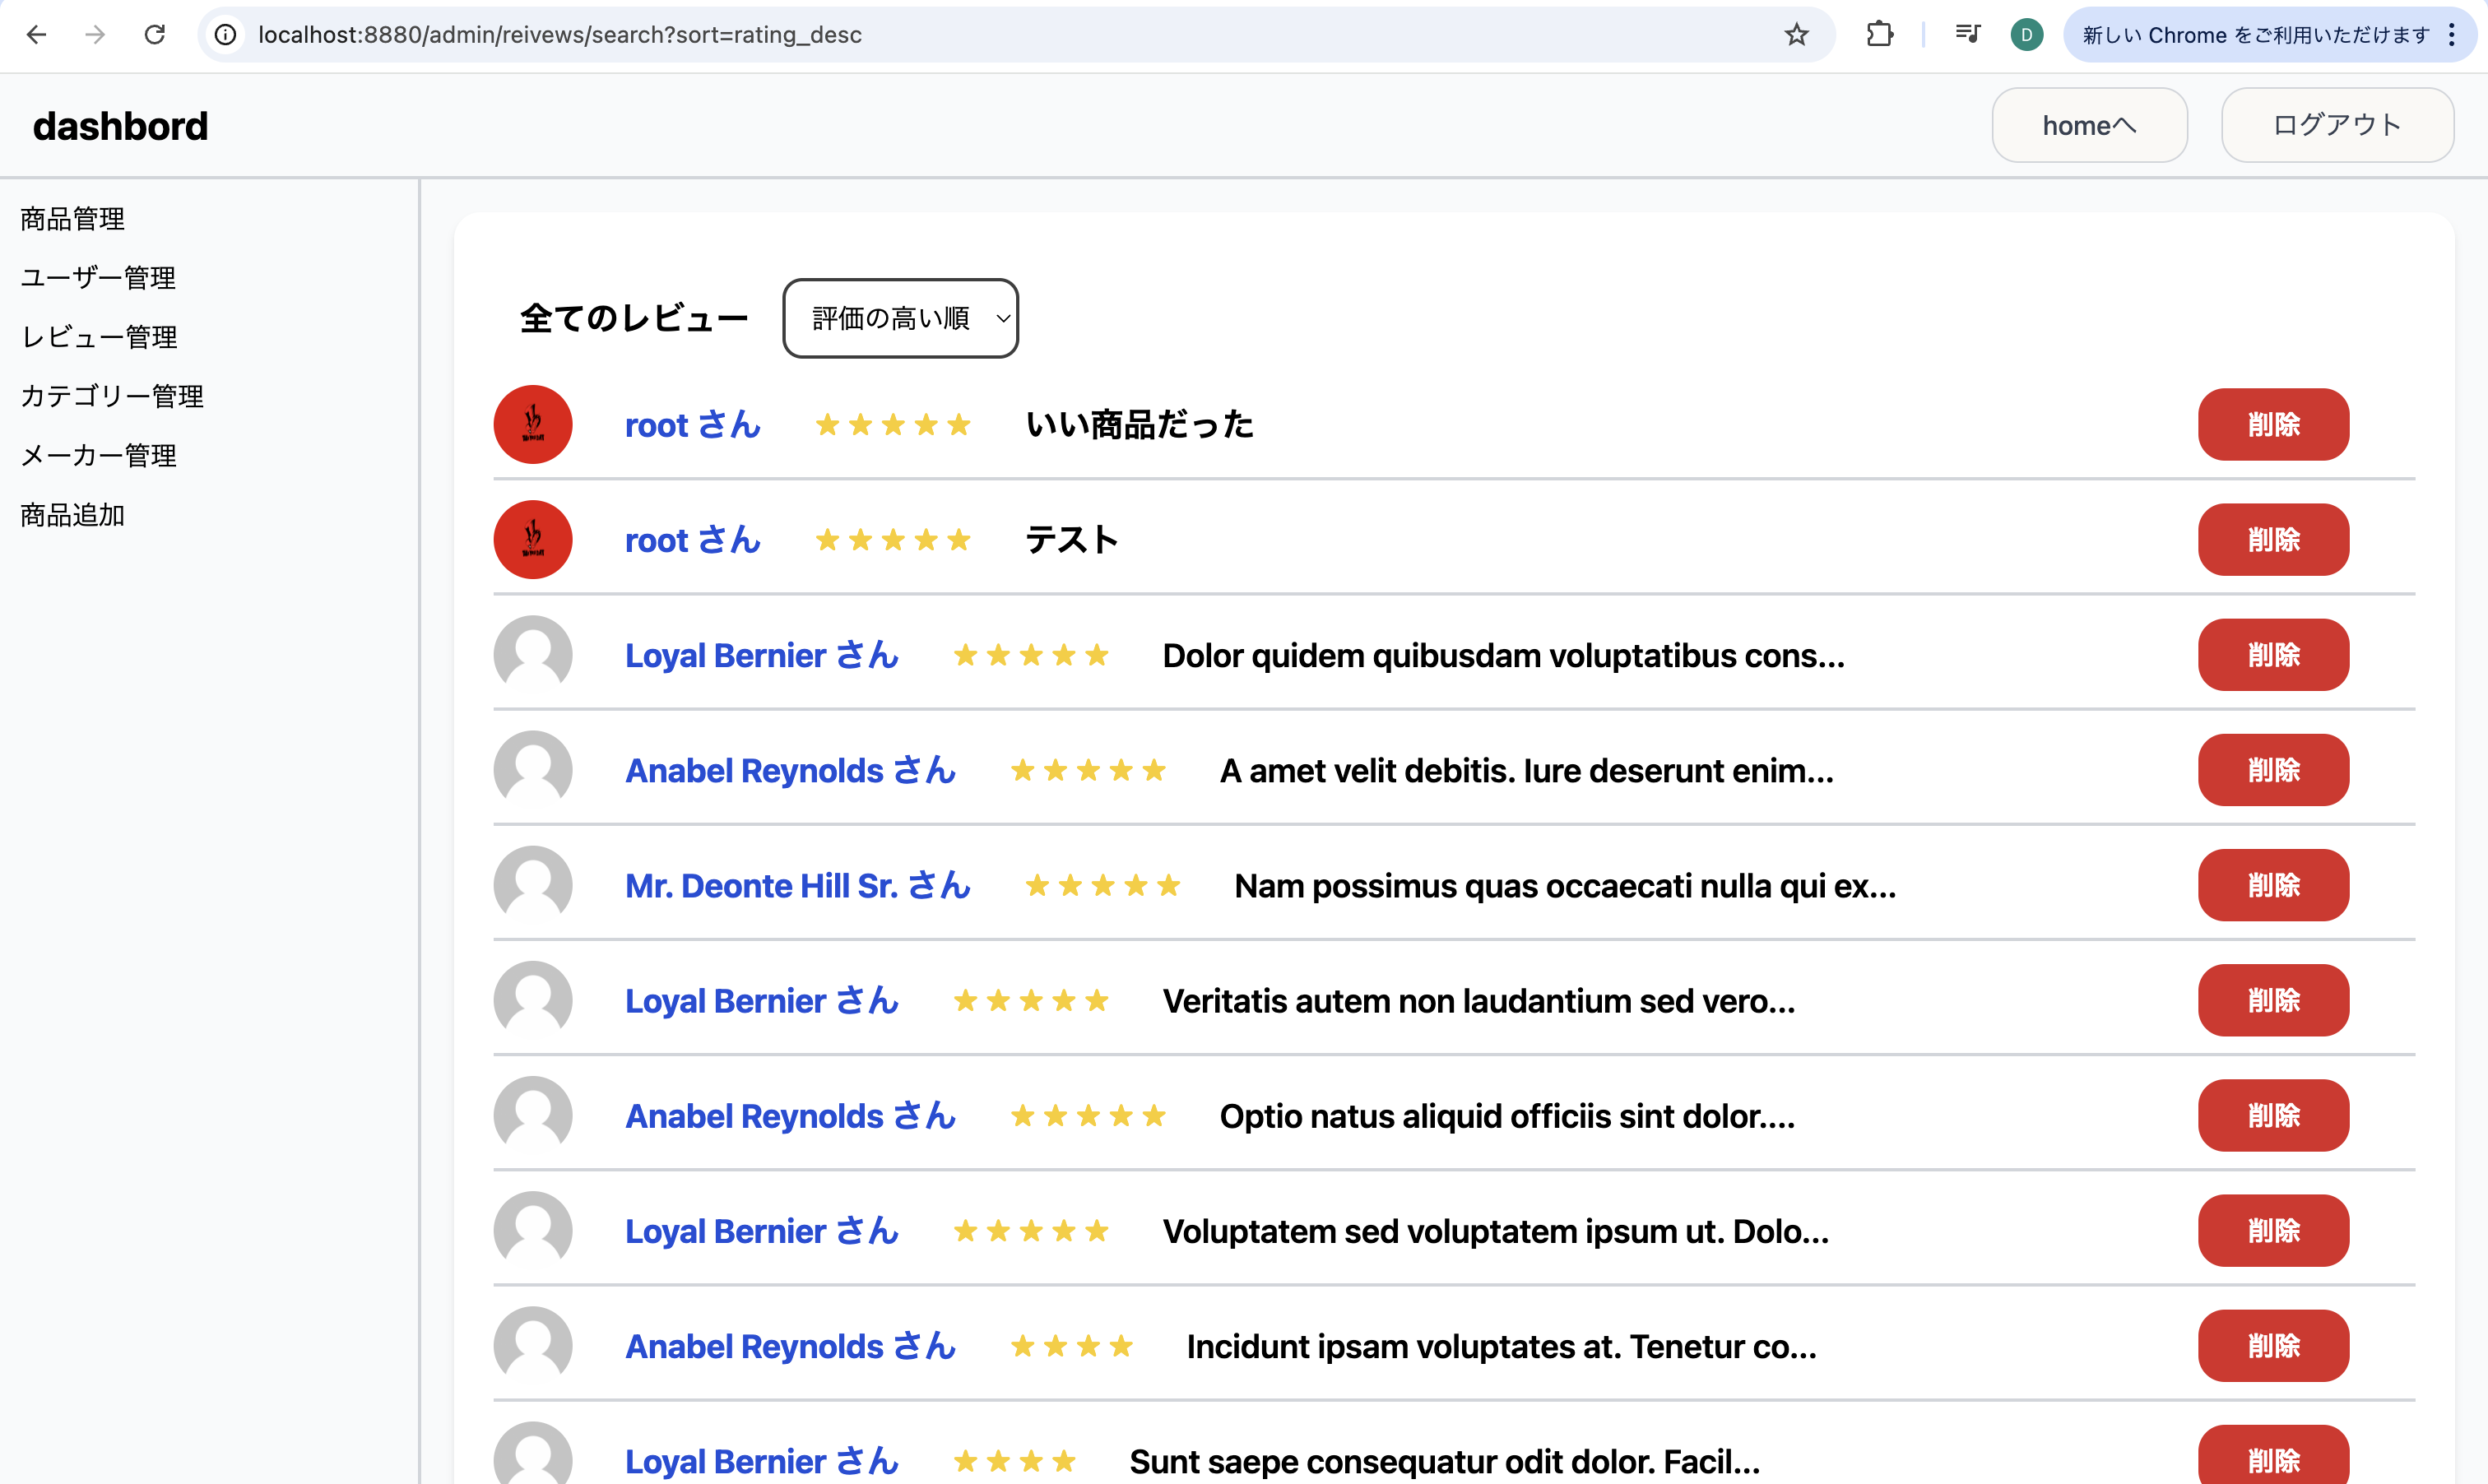 localhost:8880/admin/reivews/search?sort=rating_desc
D
新しい Chrome をご利用いただけます
dashbord
homeへ
ログアウト
商品管理
ユーザー管理
レビュー管理
カテゴリー管理
メーカー管理
商品追加
全てのレビュー
評価の高い順
root さん ★★★★★ いい商品だった 削除
root さん ★★★★★ テスト 削除
Loyal Bernier さん ★★★★★ Dolor quidem quibusdam voluptatibus cons... 削除
Anabel Reynolds さん ★★★★★ A amet velit debitis. Iure deserunt enim... 削除
Mr. Deonte Hill Sr. さん ★★★★★ Nam possimus quas occaecati nulla qui ex... 削除
Loyal Bernier さん ★★★★★ Veritatis autem non laudantium sed vero... 削除
Anabel Reynolds さん ★★★★★ Optio natus aliquid officiis sint dolor.... 削除
Loyal Bernier さん ★★★★★ Voluptatem sed voluptatem ipsum ut. Dolo... 削除
Anabel Reynolds さん ★★★★ Incidunt ipsam voluptates at. Tenetur co... 削除
Loyal Bernier さん ★★★★ Sunt saepe consequatur odit dolor. Facil... 削除